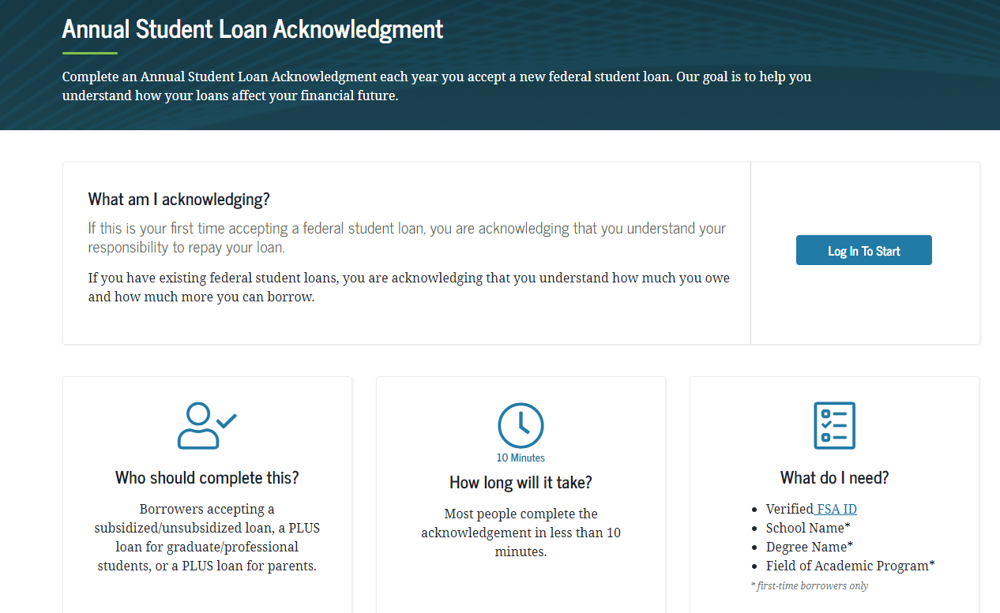 Annual Student Loan Acknowledgment
Complete an Annual Student Loan Acknowledgment each year you accept a new federal student loan. Our goal is to help you
understand how your loans affect your financial future.
What am I acknowledging?
If this is your first time accepting a federal student loan, you are acknowledging that you understand your
responsibility to repay your loan.
If you have existing federal student loans, you are acknowledging that you understand how much you owe
and how much more you can borrow.
Log In To Start
Who should complete this?
Borrowers accepting a
subsidized/unsubsidized loan, a PLUS
loan for graduate/professional
students, or a PLUS loan for parents.
10 Minutes
How long will it take?
Most people complete the
acknowledgement in less than 10
minutes.
What do I need?
• Verified FSA ID
• School Name*
• Degree Name*
• Field of Academic Program*
* first-time borrowers only